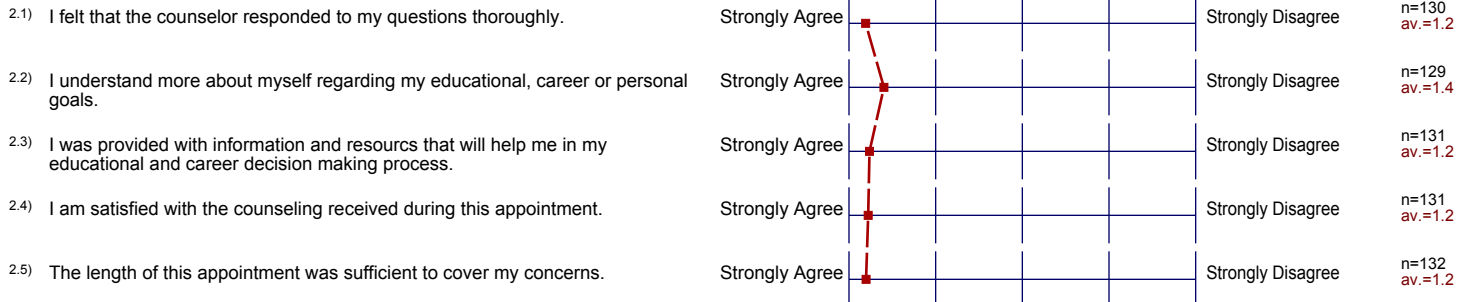 2.1) I felt that the counselor responded to my questions thoroughly. Strongly Agree Strongly Disagree n=130
av.=1.2
2.2) I understand more about myself regarding my educational, career or personal Strongly Agree Strongly Disagree n=129
goals. av.=1.4
2.3) I was provided with information and resourcs that will help me in my Strongly Agree Strongly Disagree n=131
educational and career decision making process. av.=1.2
2.4) I am satisfied with the counseling received during this appointment. Strongly Agree Strongly Disagree n=131
av.=1.2
2.5) The length of this appointment was sufficient to cover my concerns. Strongly Agree Strongly Disagree n=132
av.=1.2